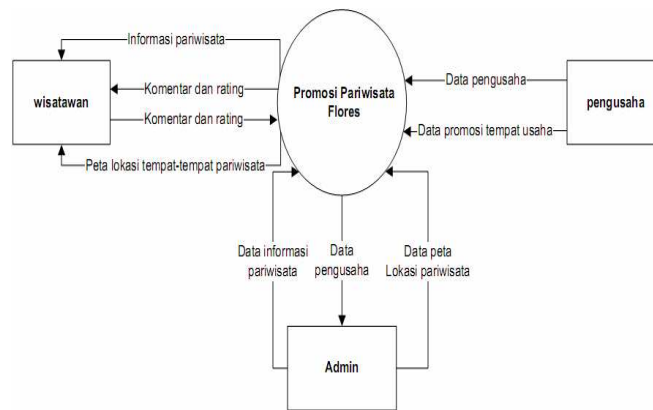 Informasi pariwisata
wisatawan
Komentar dan rating
Komentar dan rating
Peta lokasi tempat-tempat pariwisata
Promosi Pariwisata
Flores
Data pengusaha
Data promosi tempat usaha
pengusaha
Data informasi
pariwisata
Data
pengusaha
Data peta
Lokasi pariwisata
Admin